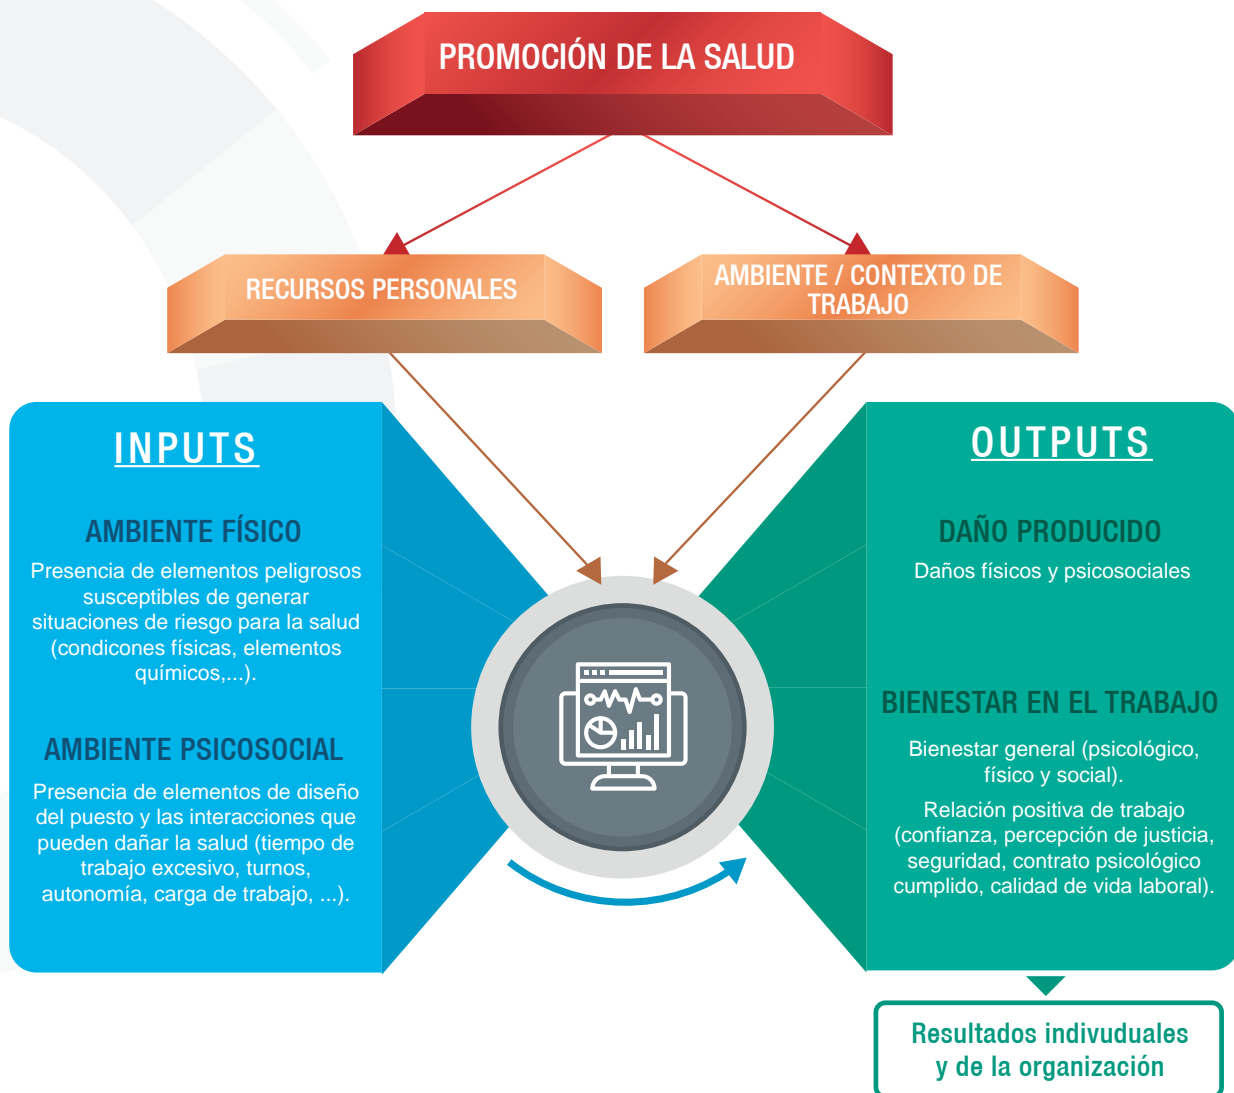 PROMOCIÓN DE LA SALUD
RECURSOS PERSONALES
AMBIENTE / CONTEXTO DE
TRABAJO
INPUTS
AMBIENTE FÍSICO
Presencia de elementos peligrosos
susceptibles de generar
situaciones de riesgo para la salud
(condicones físicas, elementos
químicos,...).
AMBIENTE PSICOSOCIAL
Presencia de elementos de diseño
del puesto y las interacciones que
pueden dañar la salud (tiempo de
trabajo excesivo, turnos,
autonomía, carga de trabajo, ...).
OUTPUTS
DAÑO PRODUCIDO
Daños físicos y psicosociales
BIENESTAR EN EL TRABAJO
Bienestar general (psicológico,
físico y social).
Relación positiva de trabajo
(confianza, percepción de justicia,
seguridad, contrato psicológico
cumplido, calidad de vida laboral).
Resultados indivuduales
y de la organización